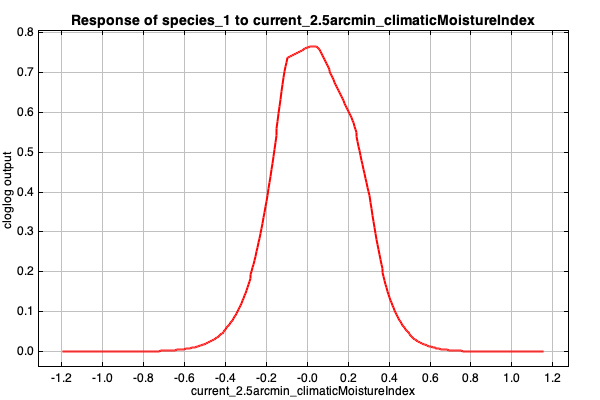 Response of species_1 to current_2.5arcmin_climaticMoistureIndex
0.8
0.7
0.6
0.5
0.4
0.3
0.2
0.1
0.0
cloglog output
-1.2 -1.0 -0.8 -0.6 -0.4 -0.2 -0.0 0.2 0.4 0.6 0.8 1.0 1.2
current_2.5arcmin_climaticMoistureIndex